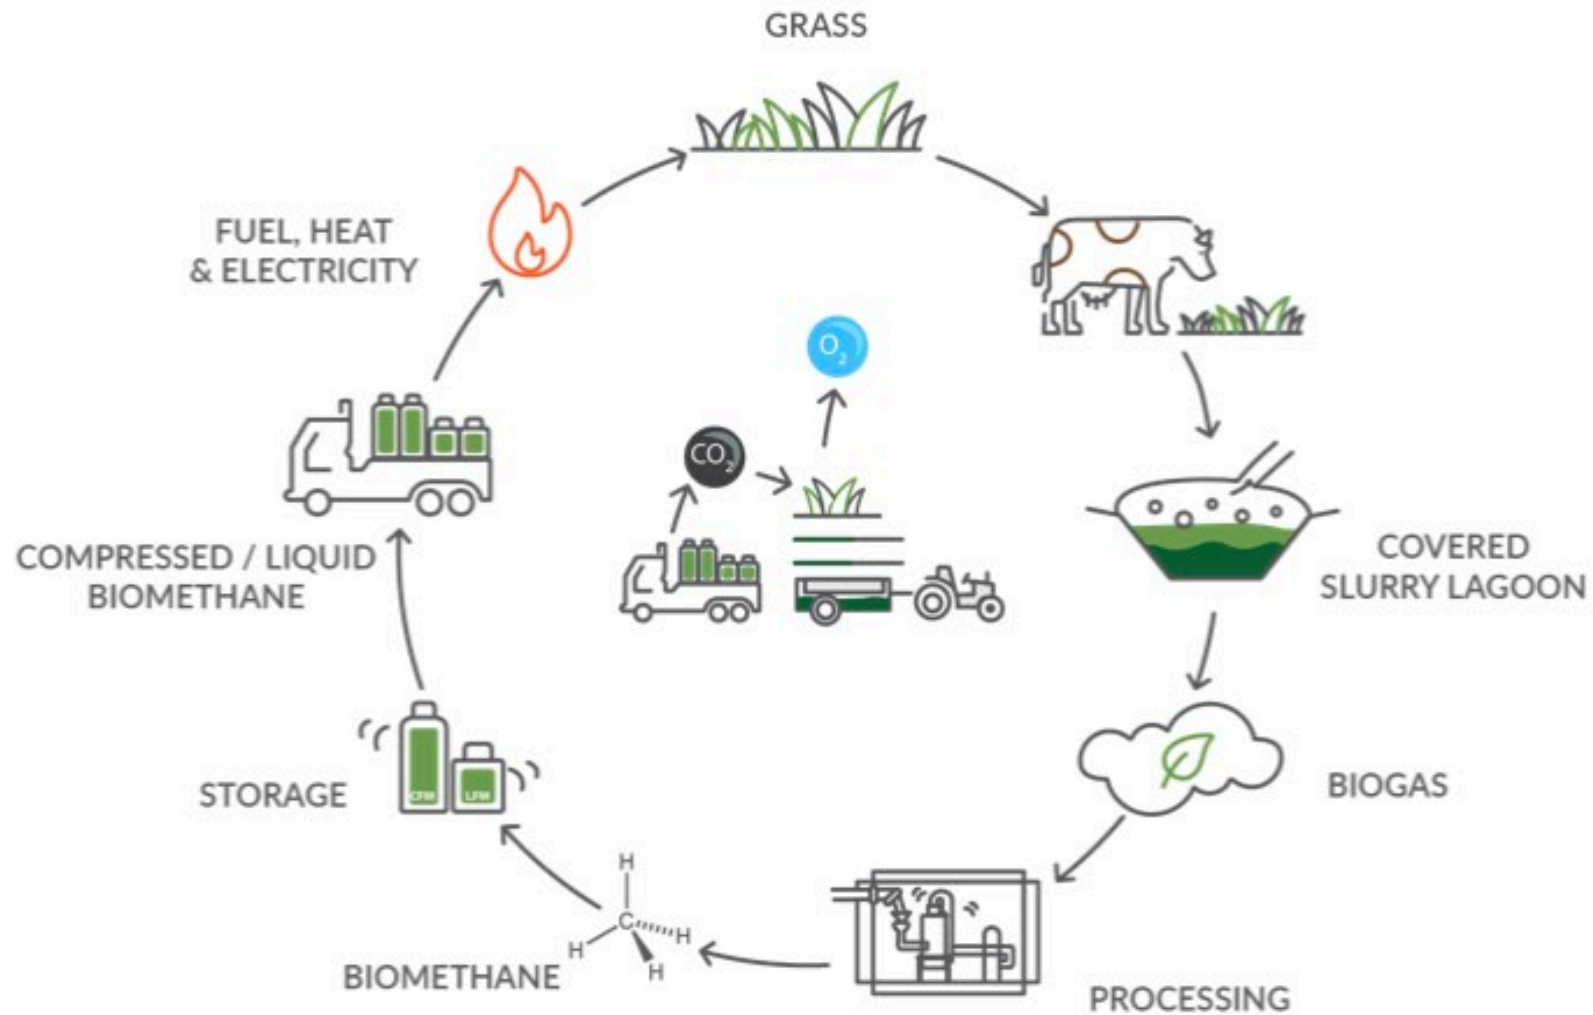 GRASS
FUEL, HEAT
& ELECTRICITY
O2
CO2
COMPRESSED / LIQUID
BIOMETHANE
COVERED
SLURRY LAGOON
STORAGE
CFM
LFM
BIOGAS
H
C
H
H
H
BIOMETHANE
PROCESSING